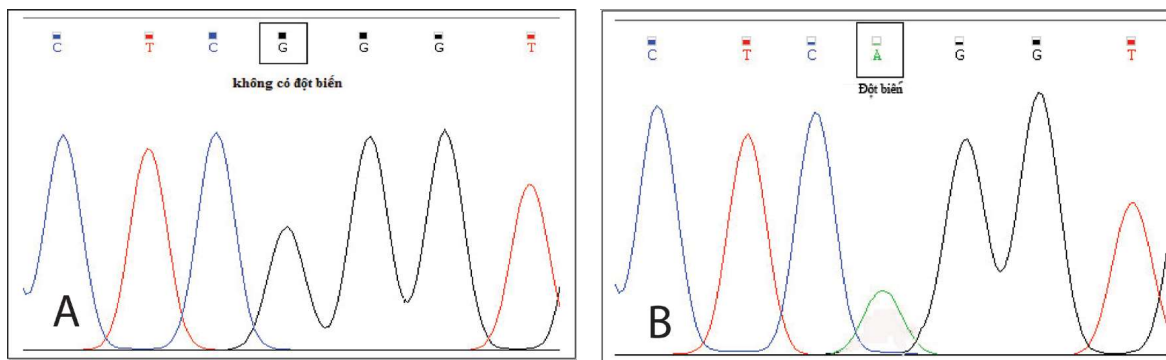 C T C G G G T
không có đột biến
A
C T C A G G T
Đột biến
B